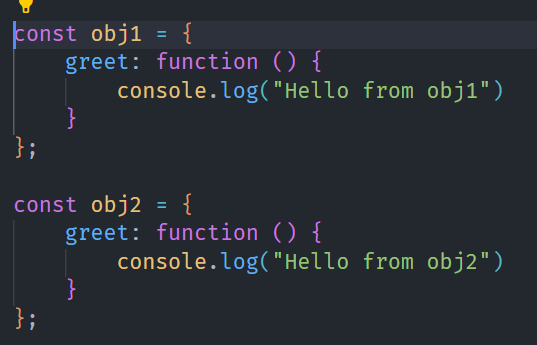 const obj1 = {
    greet: function () {
        console.log("Hello from obj1")
    }
};

const obj2 = {
    greet: function () {
        console.log("Hello from obj2")
    }
};